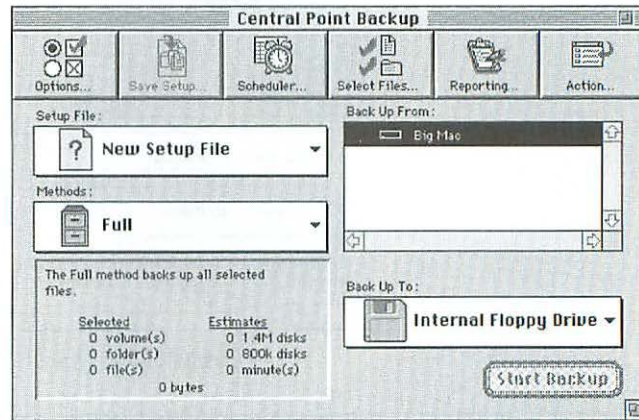 Central Point Backup
Options...
Save Setup...
Scheduler...
Select Files...
Reporting...
Action...
Setup File:
New Setup File
Methods:
Full
The Full method backs up all selected
files.
Selected Estimates
0 volume(s) 0 1.4M disks
0 folder(s) 0 800k disks
0 file(s) 0 minute(s)
0 bytes
Back Up From:
Big Mac
Back Up To:
Internal Floppy Drive
Start Backup